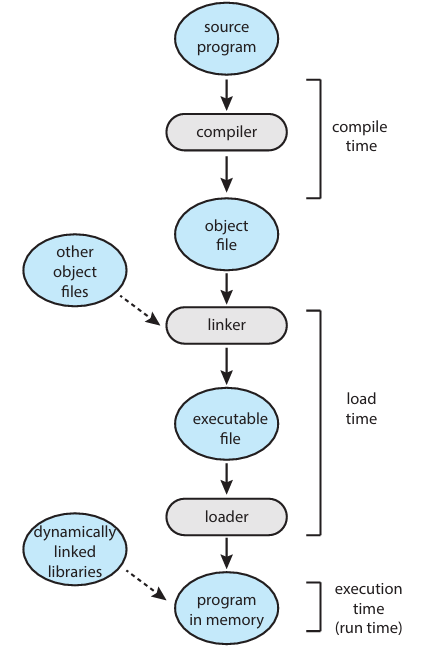 source
program
compiler
compile
time
object
file
other
object
files
linker
load
time
executable
file
loader
dynamically
linked
libraries
program
in memory
execution
time
(run time)